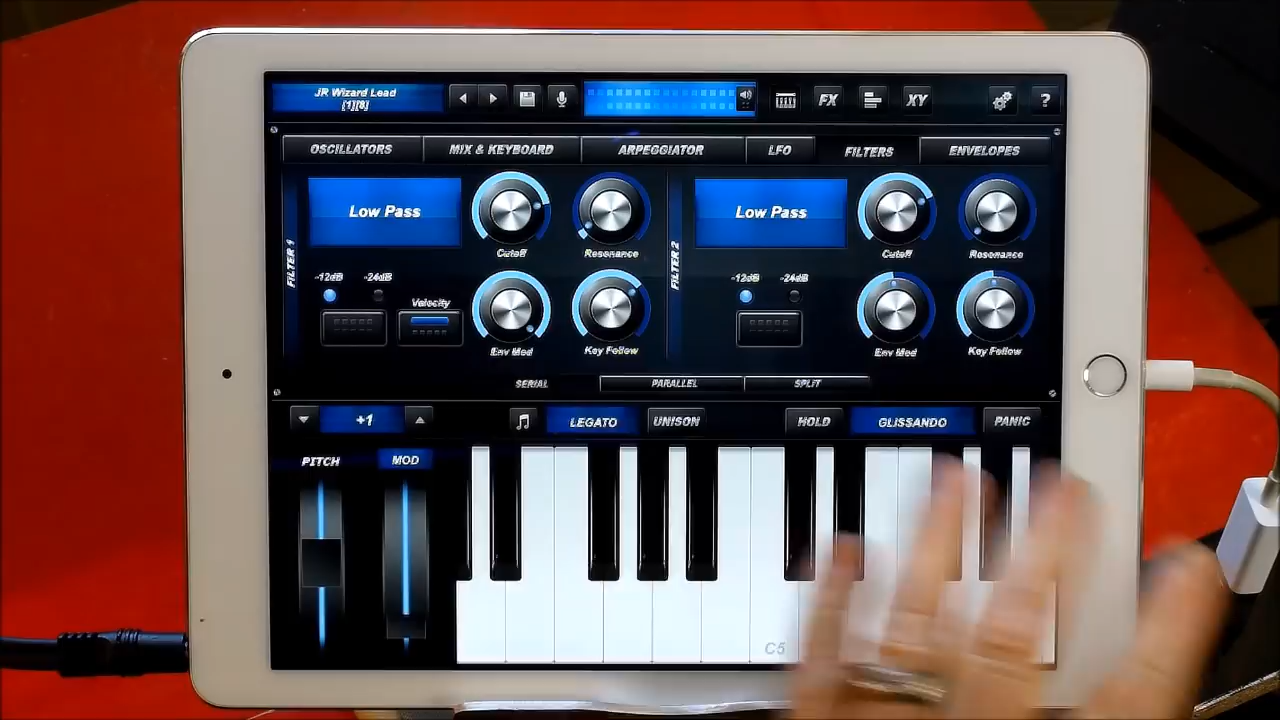 JR Wizard Lead
[1][8]
FX
XY
?
OSCILLATORS
MIX & KEYBOARD
ARPEGGIATOR
LFO
FILTERS
ENVELOPES
FILTER 1
Low Pass
Cutoff
Resonance
-12dB
-24dB
Velocity
Env Mod
Key Follow
FILTER 2
Low Pass
Cutoff
Resonance
-12dB
-24dB
Env Mod
Key Follow
SERIAL
PARALLEL
SPLIT
+1
LEGATO
UNISON
HOLD
GLISSANDO
PANIC
PITCH
MOD
C5